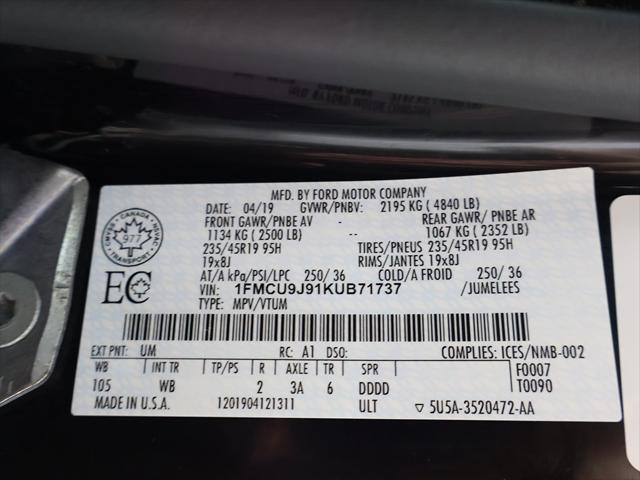 MFD. BY FORD MOTOR COMPANY
DATE: 04/19 GVWR/PNBV: 2195 KG ( 4840 LB)
FRONT GAWR/PNBE AV - REAR GAWR/ PNBE AR
1134 KG ( 2500 LB) -- 1067 KG ( 2352 LB)
235/45R19 95H TIRES/PNEUS 235/45R19 95H
19x8J RIMS/JANTES 19x8J
AT/A kPa/PSI/LPC 250/ 36 COLD/A FROID 250/ 36
VIN: 1FMCU9J91KUB71737 /JUMELEES
TYPE: MPV/VTUM
CANADA
977
EC
EXT PNT: UM RC: A1 DSO: COMPLIES: ICES/NMB-002
WB INT TR TP/PS R AXLE TR SPR F0007
105 WB 2 3A 6 DDDD T0090
MADE IN U.S.A. 1201904121311 ULT ▽ 5U5A-3520472-AA